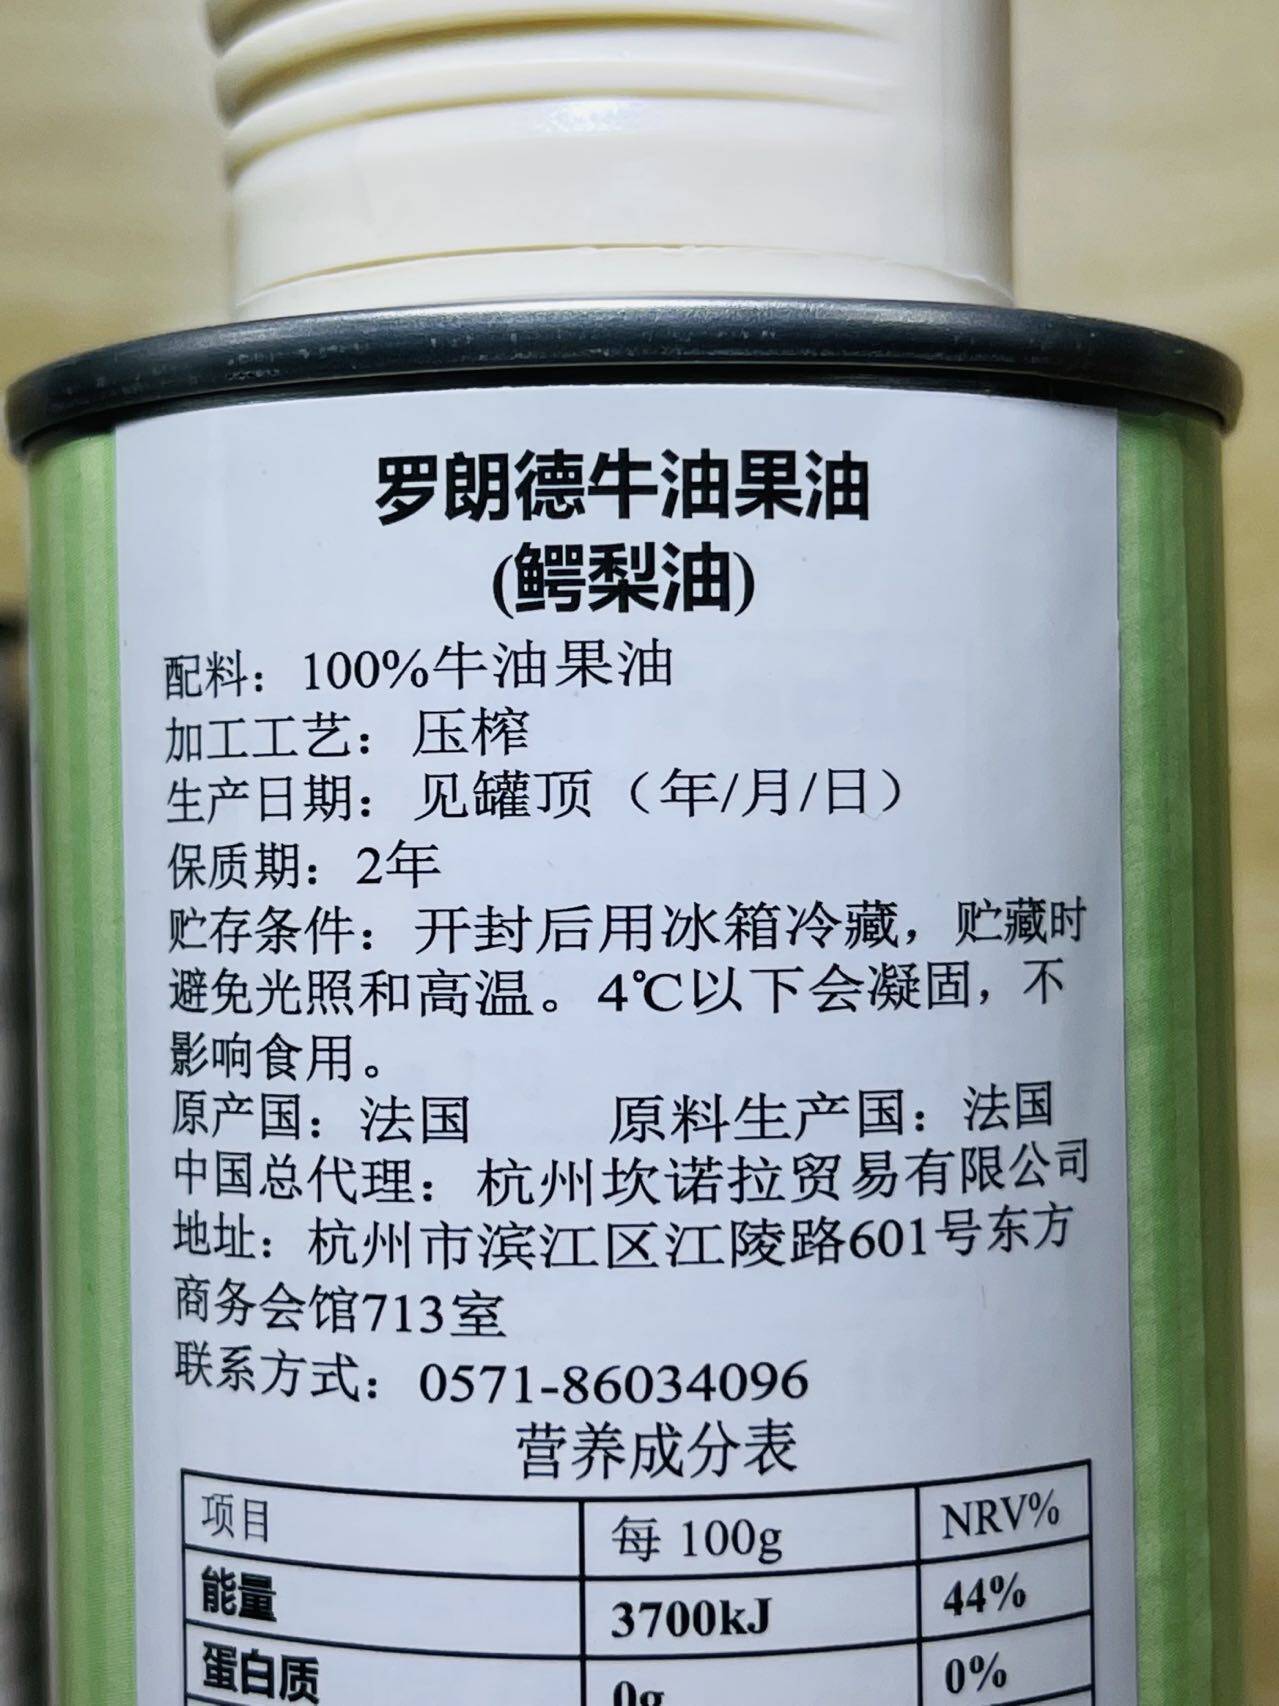 罗朗德牛油果油
(鳄梨油)
配料：100%牛油果油
加工工艺：压榨
生产日期：见罐顶（年/月/日）
保质期：2年
贮存条件：开封后用冰箱冷藏，贮藏时
避免光照和高温。4℃以下会凝固，不
影响食用。
原产国：法国 原料生产国：法国
中国总代理：杭州坎诺拉贸易有限公司
地址：杭州市滨江区江陵路601号东方
商务会馆713室
联系方式：0571-86034096
营养成分表
项目 每 100g NRV%
能量 3700kJ 44%
蛋白质 0g 0%